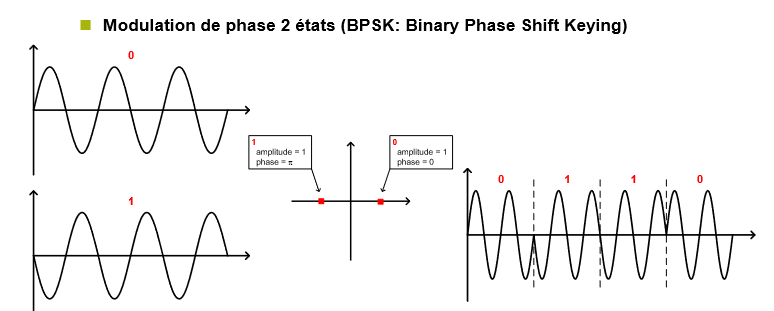 Modulation de phase 2 états (BPSK: Binary Phase Shift Keying)
0
1
1
amplitude = 1
phase = π
0
amplitude = 1
phase = 0
0 1 1 0